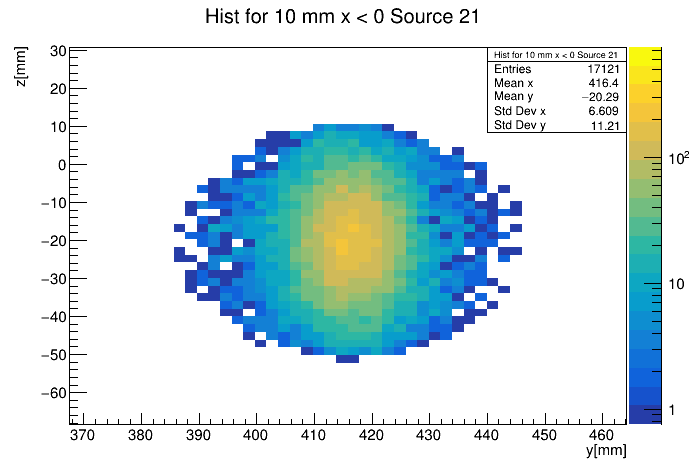 Hist for 10 mm x < 0 Source 21
z[mm]
30
20
10
0
−10
−20
−30
−40
−50
−60
370 380 390 400 410 420 430 440 450 460
y[mm]
Hist for 10 mm x < 0 Source 21
Entries 17121
Mean x 416.4
Mean y −20.29
Std Dev x 6.609
Std Dev y 11.21
10²
10
1